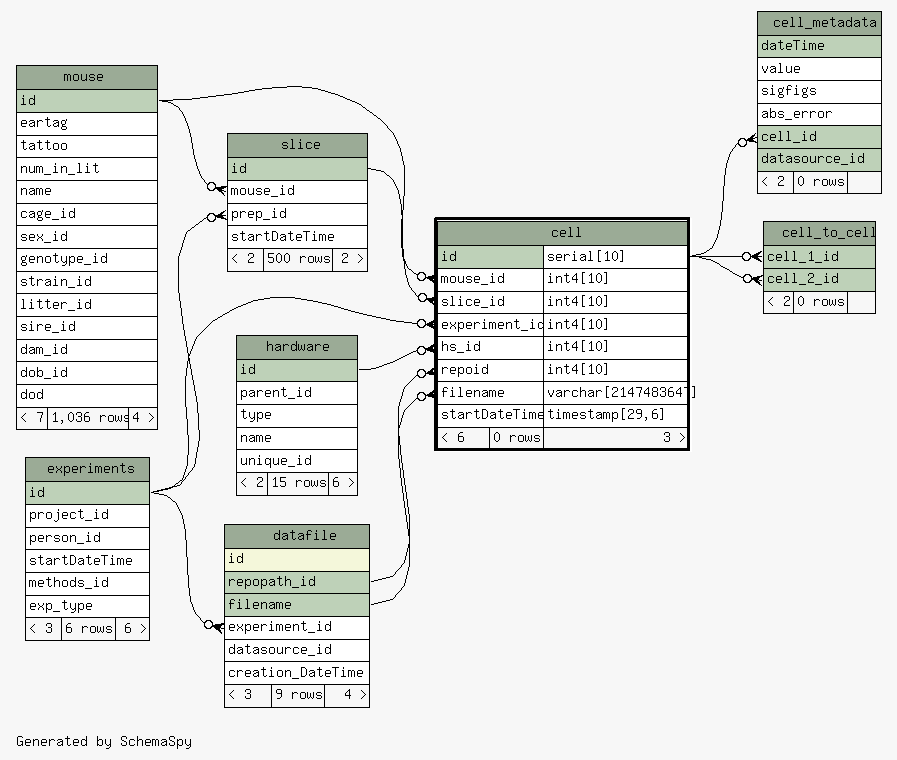 mouse
id
eartag
tattoo
num_in_lit
name
cage_id
sex_id
genotype_id
strain_id
litter_id
sire_id
dam_id
dob_id
dod
< 7 1,036 rows 4 >
experiments
id
project_id
person_id
startDateTime
methods_id
exp_type
< 3 6 rows 6 >
slice
id
mouse_id
prep_id
startDateTime
< 2 500 rows 2 >
hardware
id
parent_id
type
name
unique_id
< 2 15 rows 6 >
datafile
id
repopath_id
filename
experiment_id
datasource_id
creation_DateTime
< 3 9 rows 4 >
cell
id serial[10]
mouse_id int4[10]
slice_id int4[10]
experiment_id int4[10]
hs_id int4[10]
repoid int4[10]
filename varchar[2147483647]
startDateTime timestamp[29,6]
< 6 0 rows 3 >
cell_metadata
dateTime
value
sigfigs
abs_error
cell_id
datasource_id
< 2 0 rows
cell_to_cell
cell_1_id
cell_2_id
< 2 0 rows
Generated by SchemaSpy